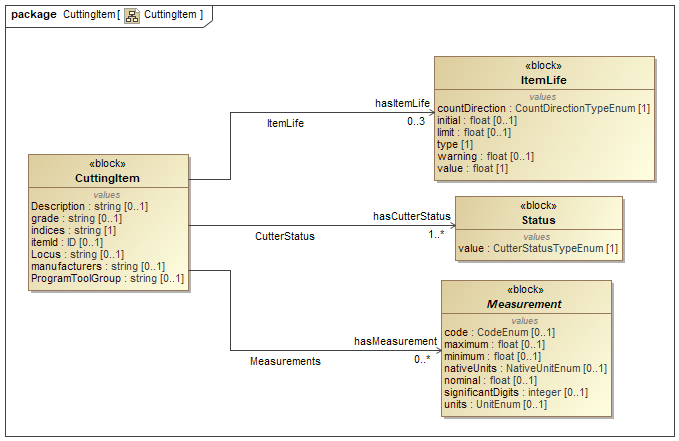 package CuttingItem [ CuttingItem ]
«block»
ItemLife
values
countDirection : CountDirectionTypeEnum [1]
initial : float [0..1]
limit : float [0..1]
type [1]
warning : float [0..1]
value : float [1]
hasItemLife
0..3
ItemLife
«block»
CuttingItem
values
Description : string [0..1]
grade : string [0..1]
indices : string [1]
itemId : ID [0..1]
Locus : string [0..1]
manufacturers : string [0..1]
ProgramToolGroup : string [0..1]
hasCutterStatus
1..*
CutterStatus
«block»
Status
values
value : CutterStatusTypeEnum [1]
hasMeasurement
0..*
Measurements
«block»
Measurement
values
code : CodeEnum [0..1]
maximum : float [0..1]
minimum : float [0..1]
nativeUnits : NativeUnitEnum [0..1]
nominal : float [0..1]
significantDigits : integer [0..1]
units : UnitEnum [0..1]